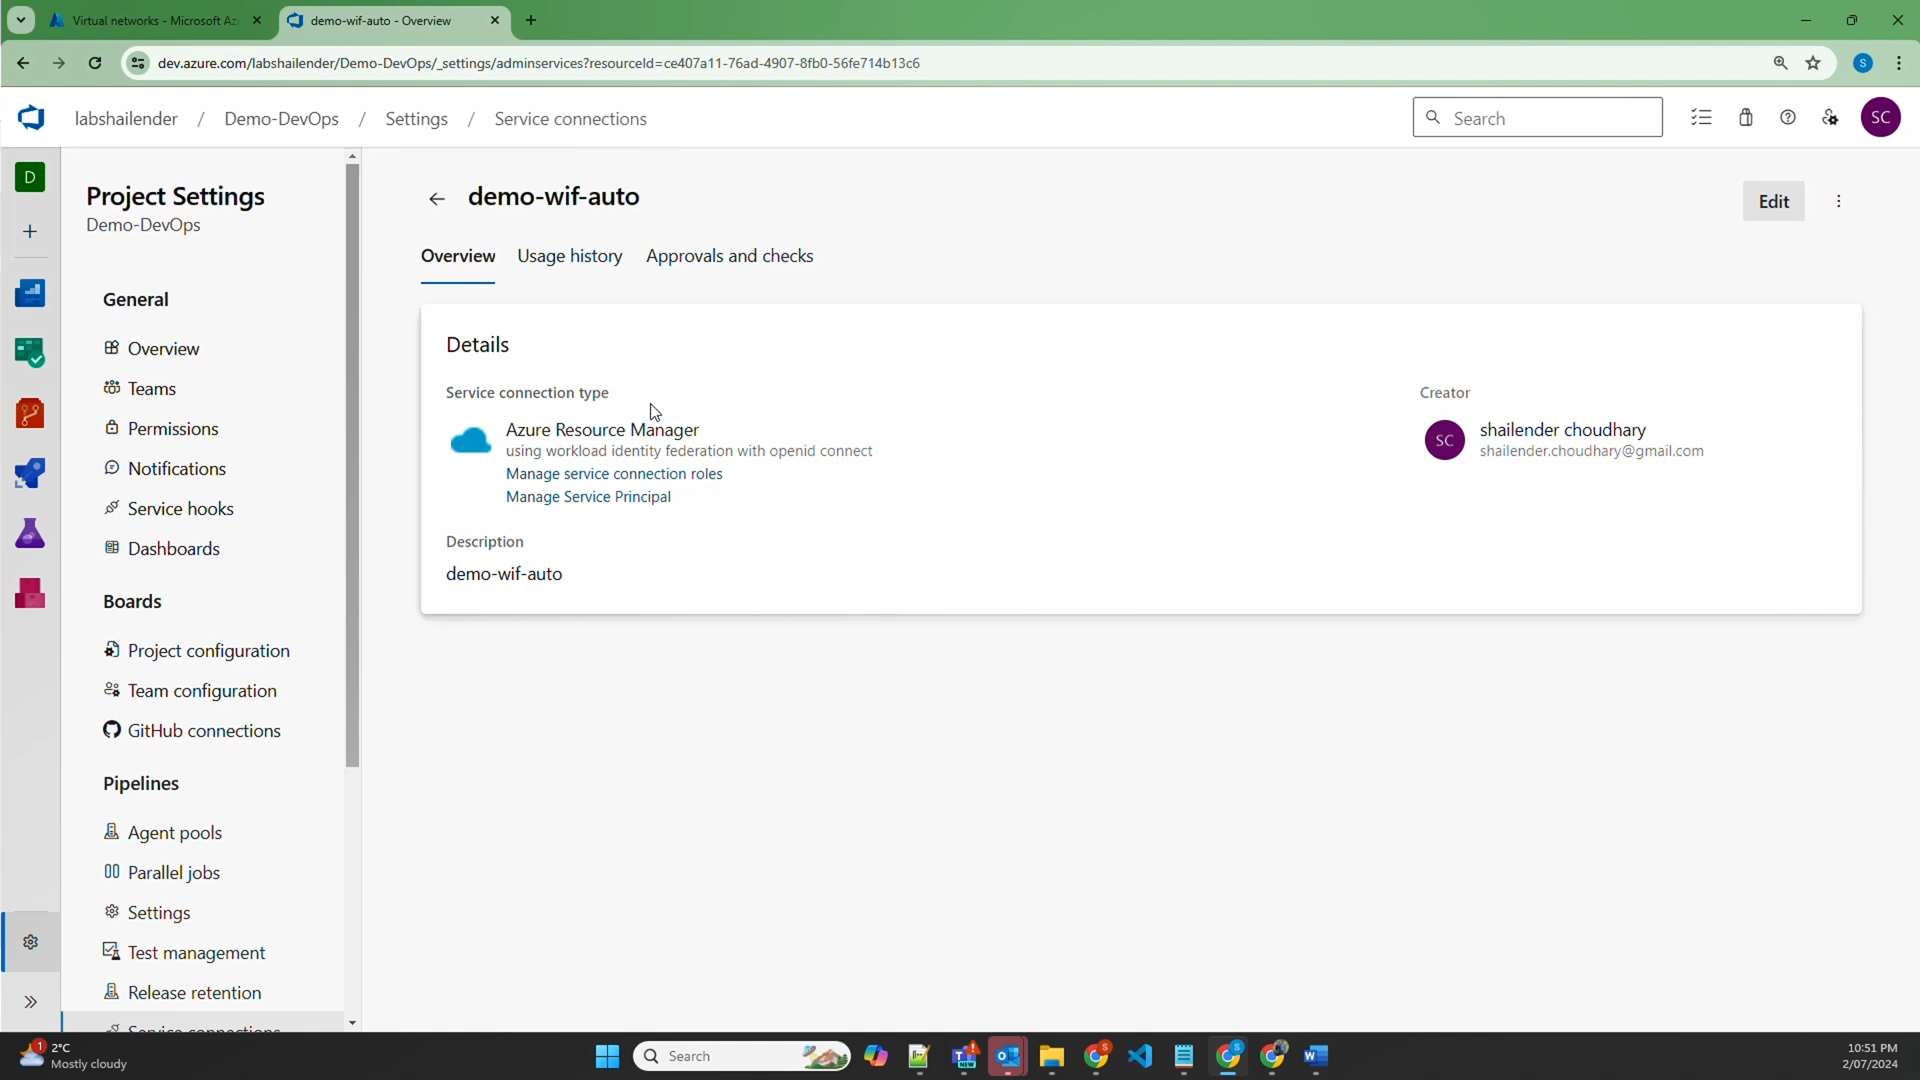 Virtual networks - Microsoft Az
demo-wif-auto - Overview
dev.azure.com/labshailender/Demo-DevOps/_settings/adminservices?resourceId=ce407a11-76ad-4907-8fb0-56fe714b13c6
S
labshailender / Demo-DevOps / Settings / Service connections
Search
SC
D
Project Settings
Demo-DevOps
General
Overview
Teams
Permissions
Notifications
Service hooks
Dashboards
Boards
Project configuration
Team configuration
GitHub connections
Pipelines
Agent pools
Parallel jobs
Settings
Test management
Release retention
Service connections
demo-wif-auto
Edit
Overview
Usage history
Approvals and checks
Details
Service connection type
Azure Resource Manager
using workload identity federation with openid connect
Manage service connection roles
Manage Service Principal
Creator
SC
shailender choudhary
shailender.choudhary@gmail.com
Description
demo-wif-auto
1
2°C
Mostly cloudy
Search
NEW
S
S
10:51 PM
2/07/2024